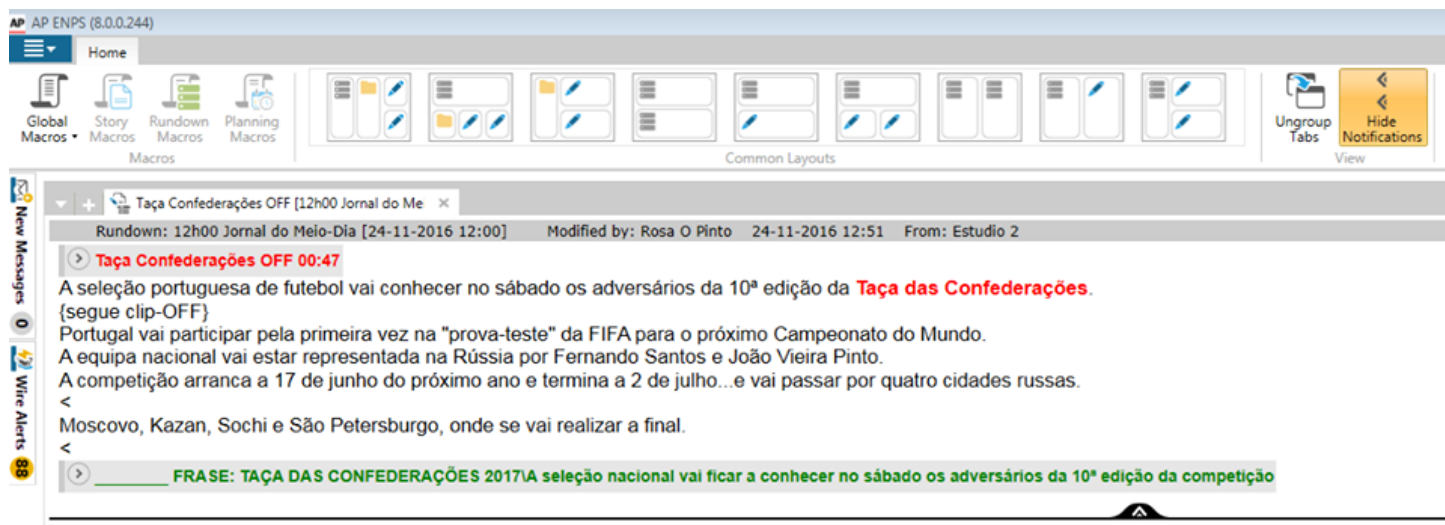 AP AP ENPS (8.0.0.244)
Home
Global Macros
Story Macros
Rundown Macros
Planning Macros
Ungroup Tabs
Hide Notifications
Macros
Common Layouts
View
New Messages 0
Wire Alerts 88
Taça Confederações OFF [12h00 Jornal do Me
Rundown: 12h00 Jornal do Meio-Dia [24-11-2016 12:00] Modified by: Rosa O Pinto 24-11-2016 12:51 From: Estudio 2
Taça Confederações OFF 00:47
A seleção portuguesa de futebol vai conhecer no sábado os adversários da 10ª edição da Taça das Confederações.
{segue clip-OFF}
Portugal vai participar pela primeira vez na "prova-teste" da FIFA para o próximo Campeonato do Mundo.
A equipa nacional vai estar representada na Rússia por Fernando Santos e João Vieira Pinto.
A competição arranca a 17 de junho do próximo ano e termina a 2 de julho...e vai passar por quatro cidades russas.
<
Moscovo, Kazan, Sochi e São Petersburgo, onde se vai realizar a final.
<
________ FRASE: TAÇA DAS CONFEDERAÇÕES 2017\A seleção nacional vai ficar a conhecer no sábado os adversários da 10ª edição da competição